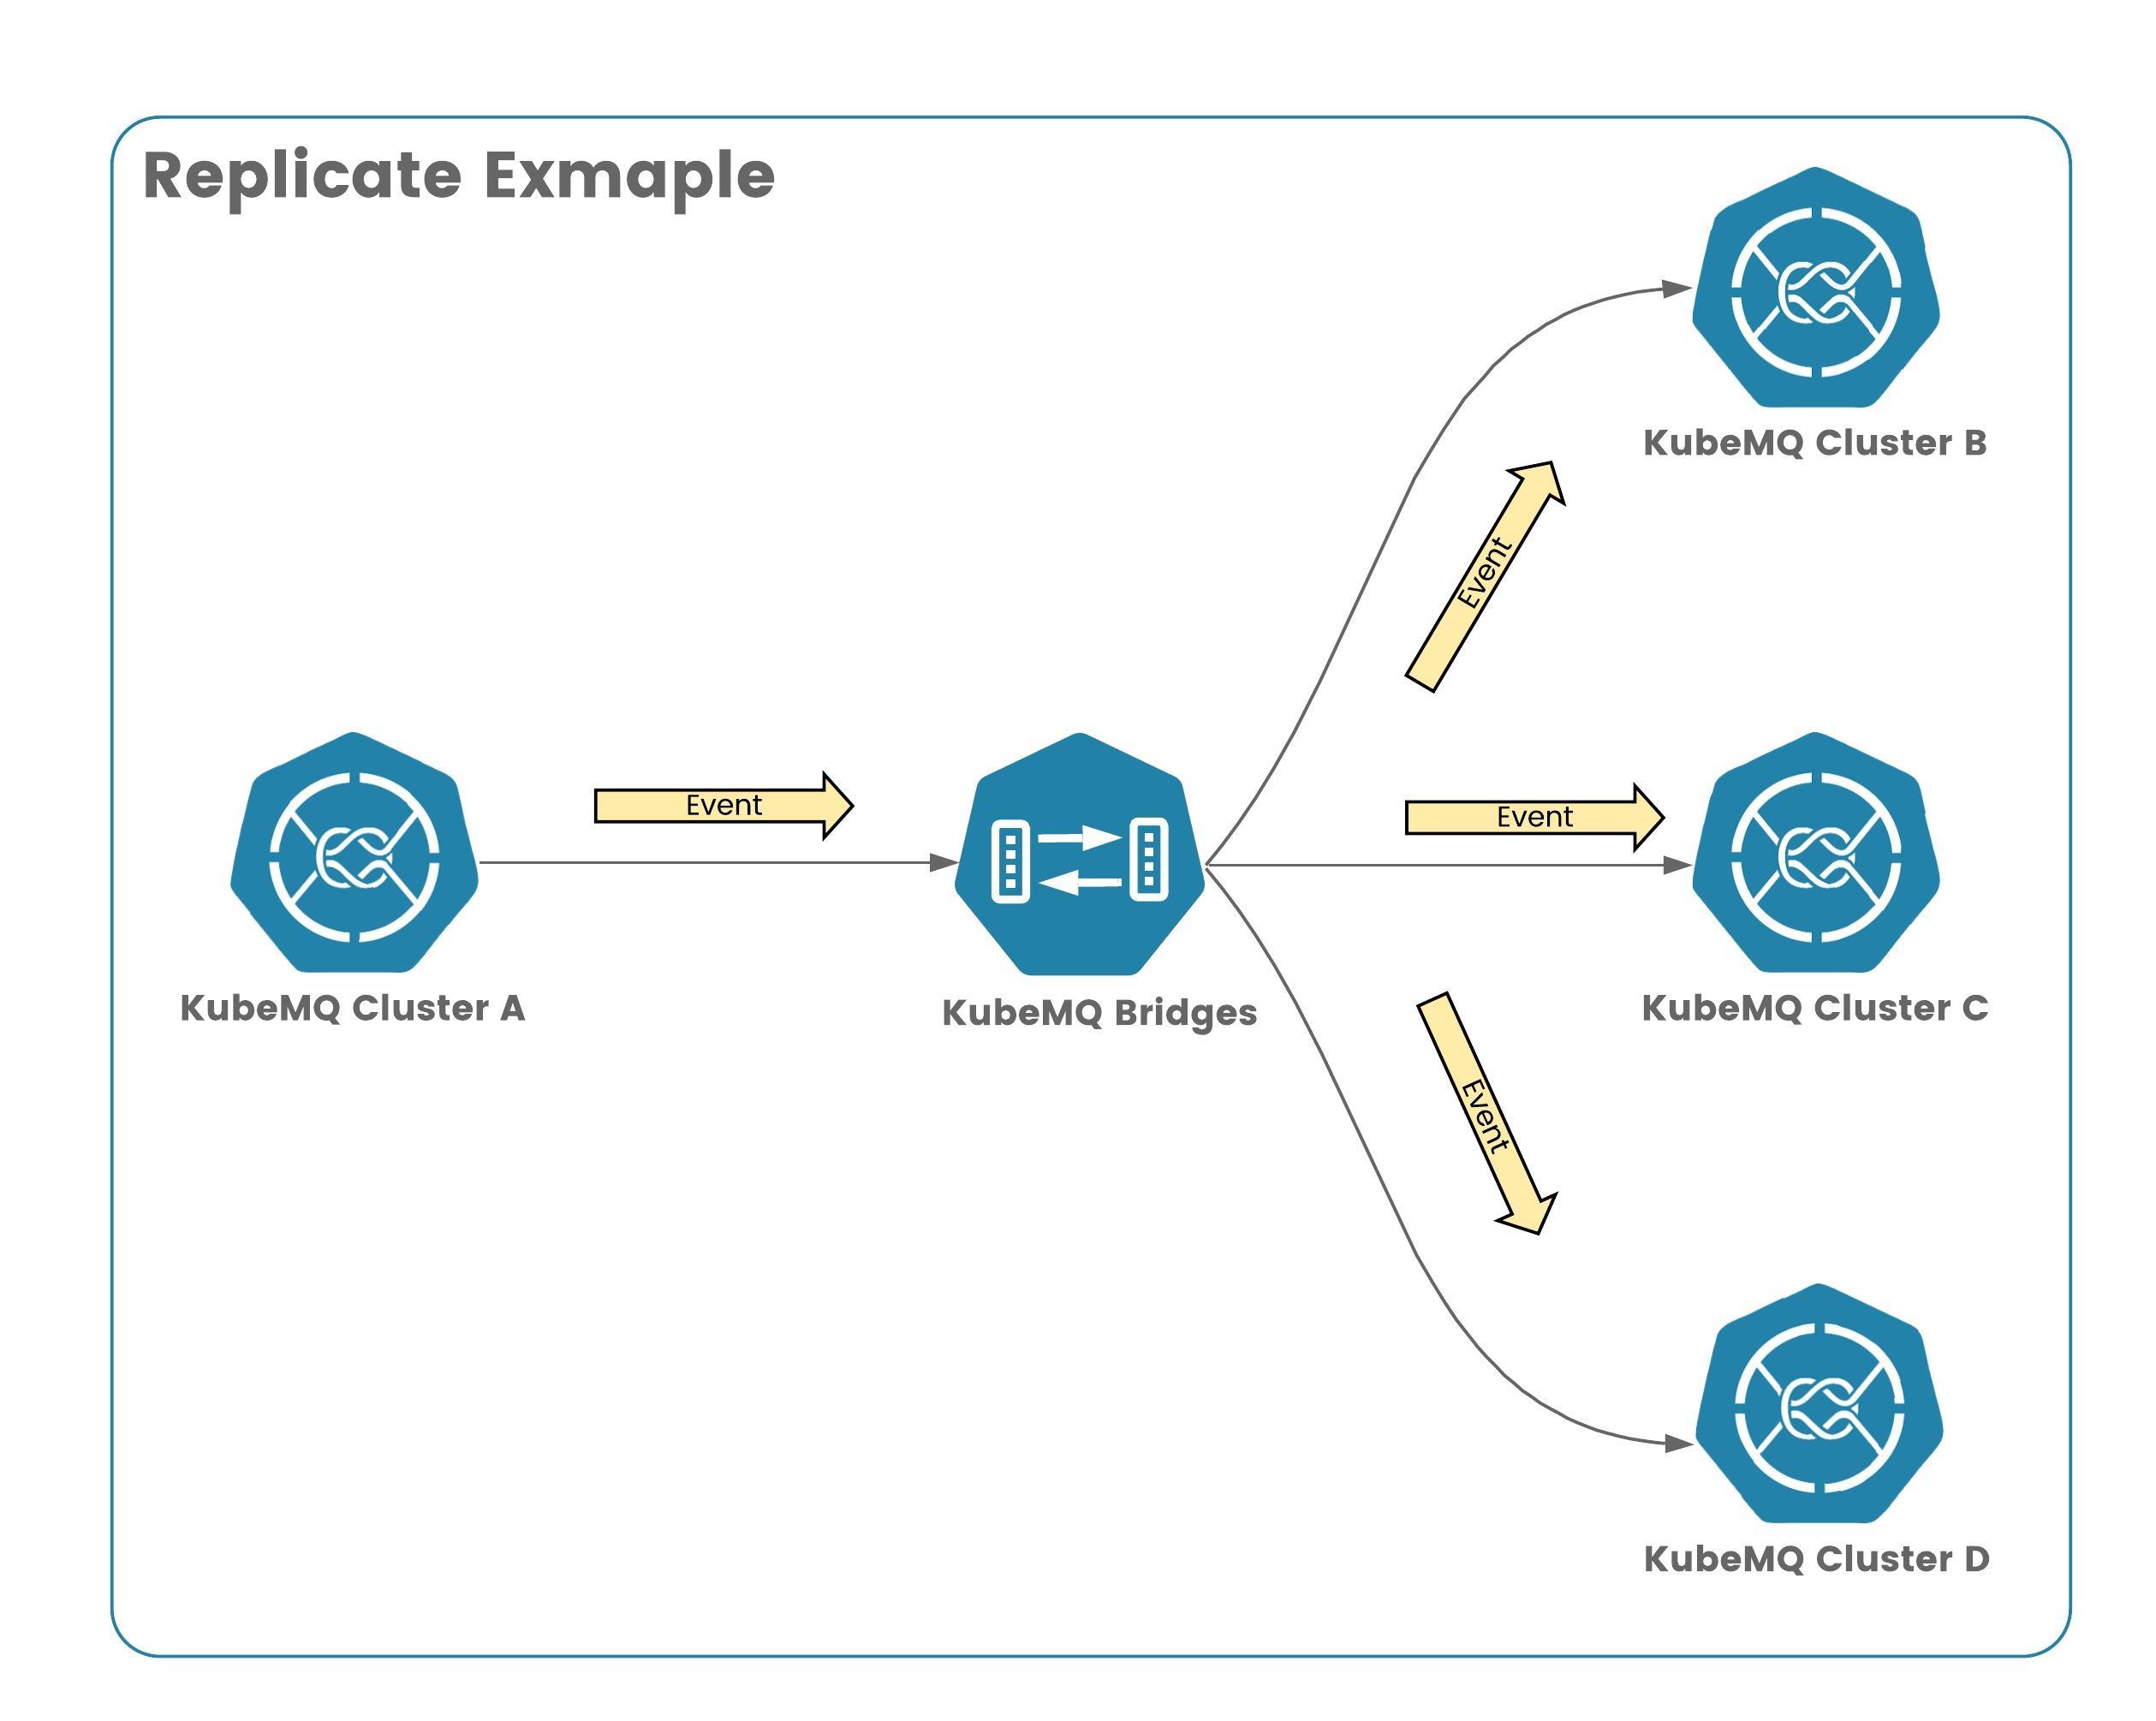 Replicate Exmaple
KubeMQ Cluster B
Event
Event
Event
KubeMQ Cluster A
KubeMQ Bridges
KubeMQ Cluster C
Event
KubeMQ Cluster D